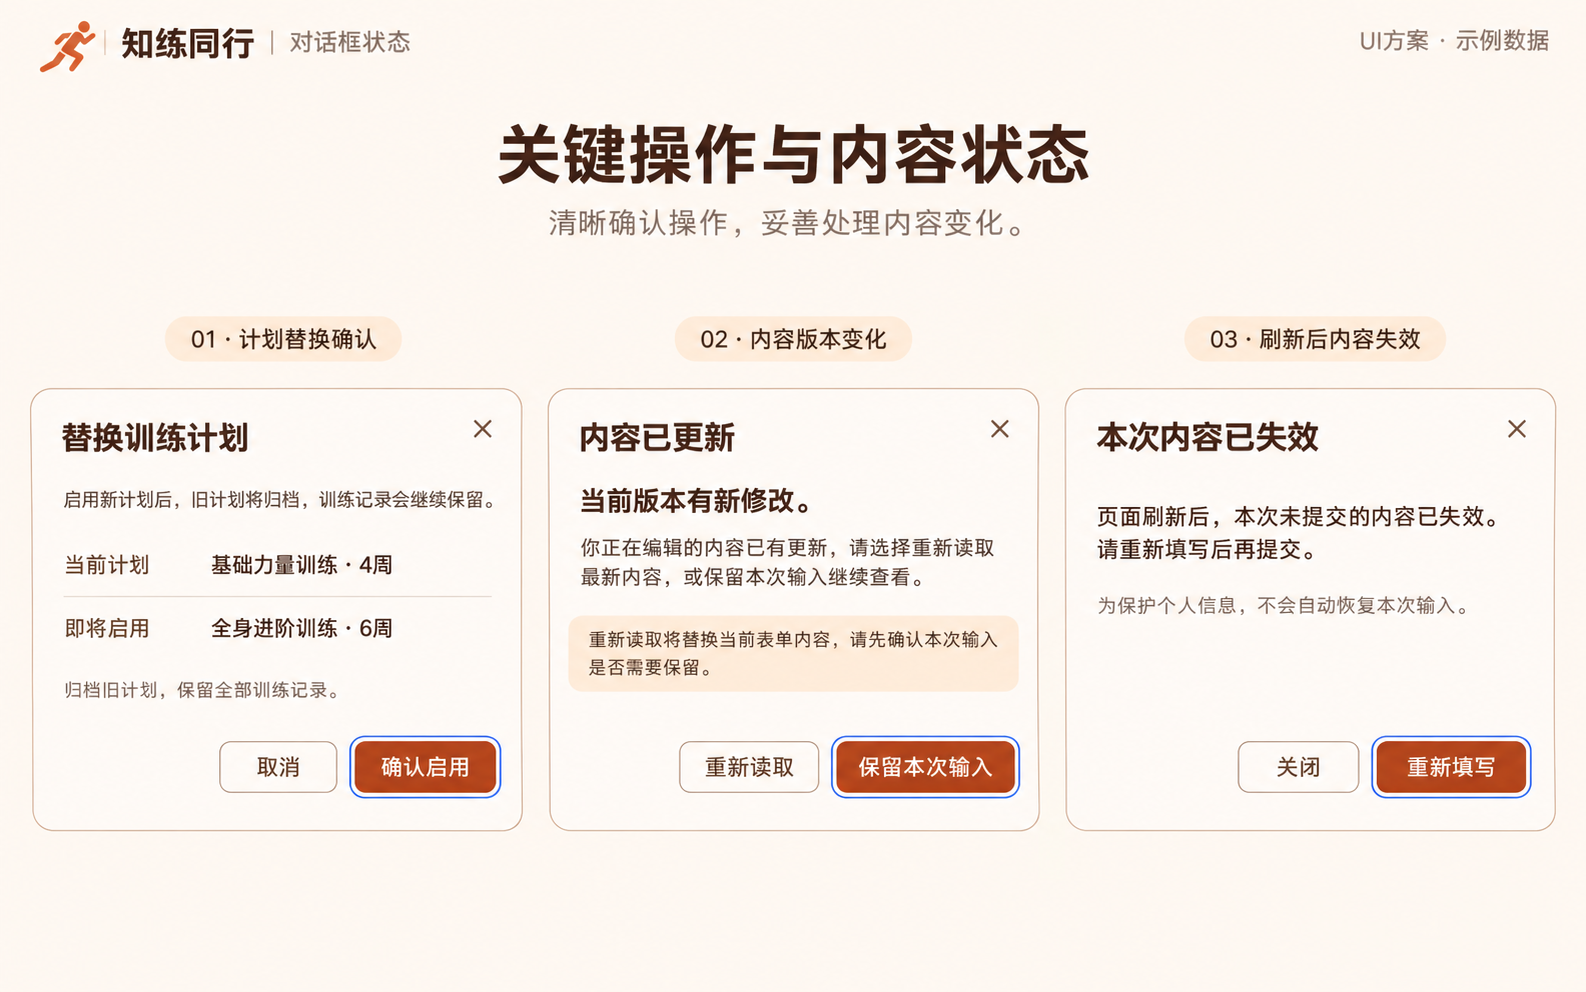 知练同行 | 对话框状态
UI方案 · 示例数据
关键操作与内容状态
清晰确认操作，妥善处理内容变化。
01 · 计划替换确认
替换训练计划
启用新计划后，旧计划将归档，训练记录会继续保留。
当前计划 基础力量训练 · 4周
即将启用 全身进阶训练 · 6周
归档旧计划，保留全部训练记录。
取消 确认启用
02 · 内容版本变化
内容已更新
当前版本有新修改。
你正在编辑的内容已有更新，请选择重新读取
最新内容，或保留本次输入继续查看。
重新读取将替换当前表单内容，请先确认本次输入
是否需要保留。
重新读取 保留本次输入
03 · 刷新后内容失效
本次内容已失效
页面刷新后，本次未提交的内容已失效。
请重新填写后再提交。
为保护个人信息，不会自动恢复本次输入。
关闭 重新填写